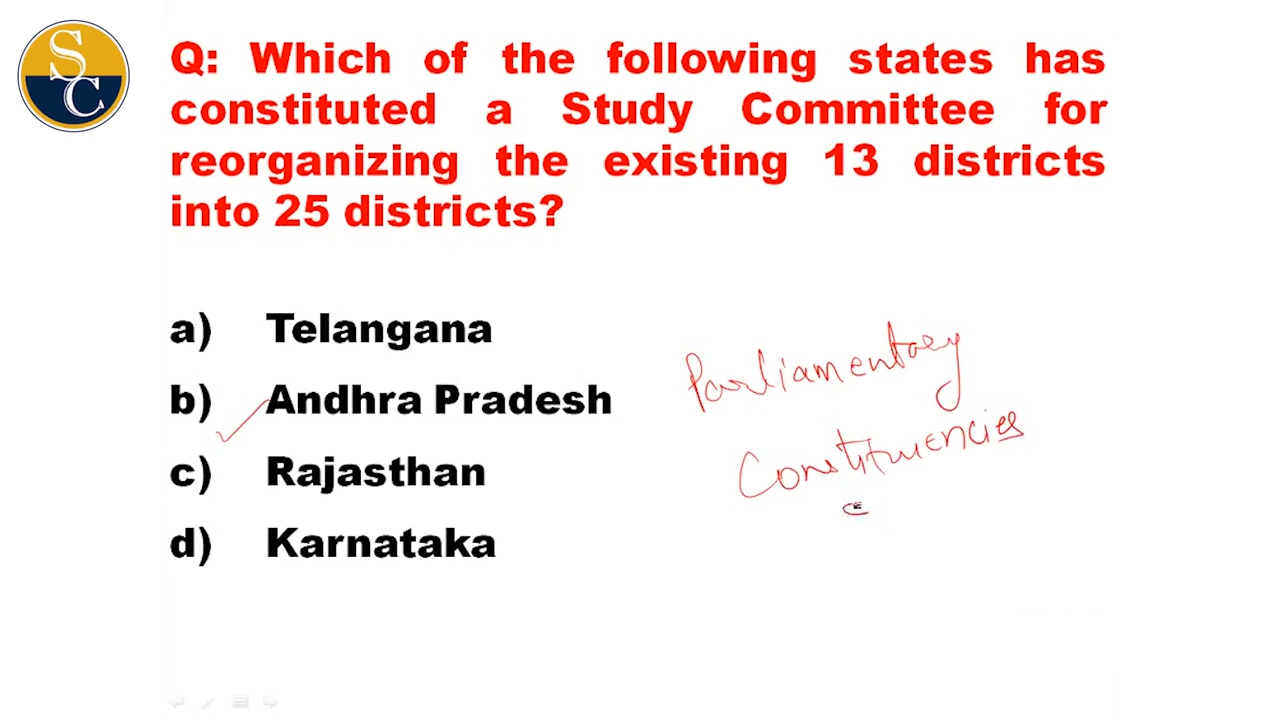 SC
Q: Which of the following states has
constituted a Study Committee for
reorganizing the existing 13 districts
into 25 districts?
a) Telangana
b) Andhra Pradesh
c) Rajasthan
d) Karnataka
Parliamentary
Constituencies